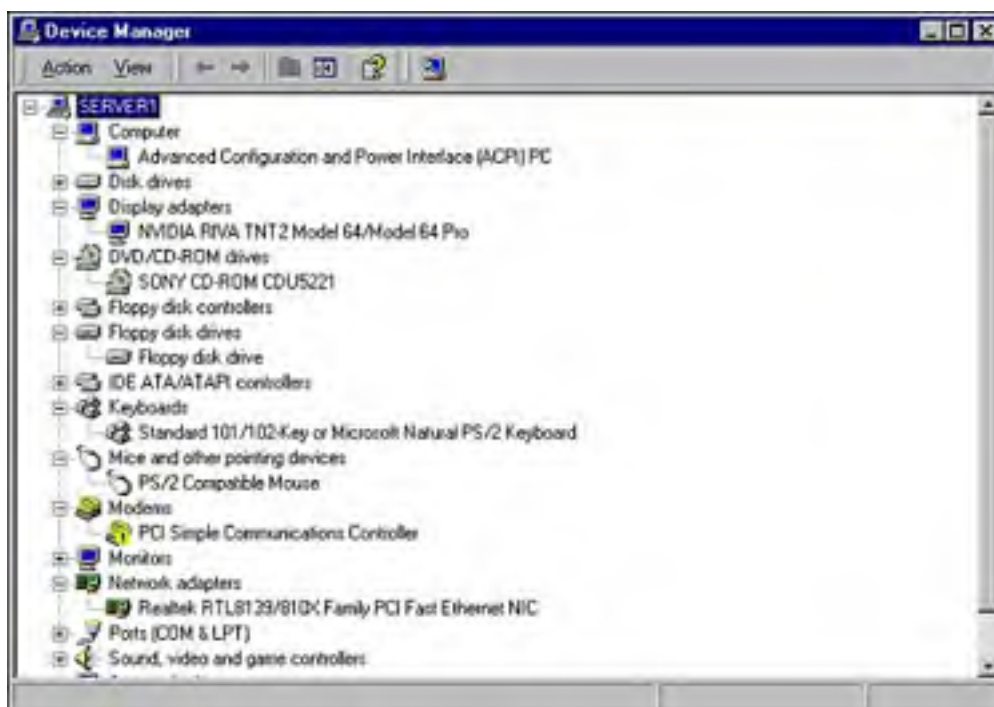 Device Manager
Action View
SERVER1
Computer
Advanced Configuration and Power Interface (ACPI) PC
Disk drives
Display adapters
NVIDIA RIVA TNT2 Model 64/Model 64 Pro
DVD/CD-ROM drives
SONY CD-ROM CDU5221
Floppy disk controllers
Floppy disk drives
Floppy disk drive
IDE ATA/ATAPI controllers
Keyboards
Standard 101/102-Key or Microsoft Natural PS/2 Keyboard
Mice and other pointing devices
PS/2 Compatible Mouse
Modems
PCI Simple Communications Controller
Monitors
Network adapters
Realtek RTL8139/810X Family PCI Fast Ethernet NIC
Ports (COM & LPT)
Sound, video and game controllers